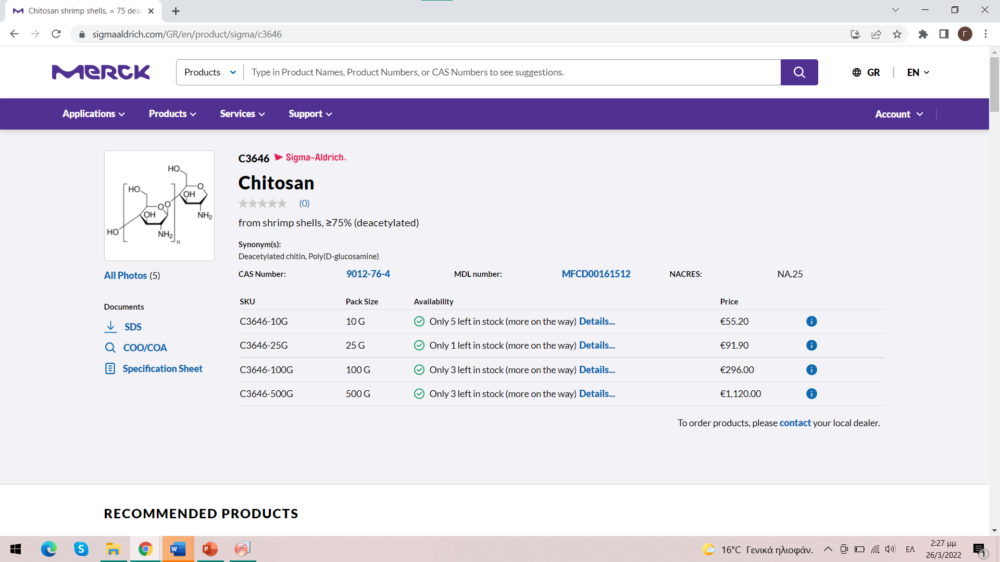 Chitosan shrimp shells, = 75 dea
sigmaaldrich.com/GR/en/product/sigma/c3646
Γ
MERCK
Products
Type in Product Names, Product Numbers, or CAS Numbers to see suggestions.
GR
EN
Applications
Products
Services
Support
Account
HO
HO
O
OH
O
O
OH
NH2
HO
NH2
n
All Photos (5)
Documents
SDS
COO/COA
Specification Sheet
C3646 Sigma-Aldrich.
Chitosan
(0)
from shrimp shells, ≥75% (deacetylated)
Synonym(s):
Deacetylated chitin, Poly(D-glucosamine)
CAS Number: 9012-76-4 MDL number: MFCD00161512 NACRES: NA.25
SKU Pack Size Availability Price
C3646-10G 10 G Only 5 left in stock (more on the way) Details... €55.20
C3646-25G 25 G Only 1 left in stock (more on the way) Details... €91.90
C3646-100G 100 G Only 3 left in stock (more on the way) Details... €296.00
C3646-500G 500 G Only 3 left in stock (more on the way) Details... €1,120.00
To order products, please contact your local dealer.
RECOMMENDED PRODUCTS
16°C Γενικά ηλιοφάν.
ΕΛ
2:27 μμ
26/3/2022
1